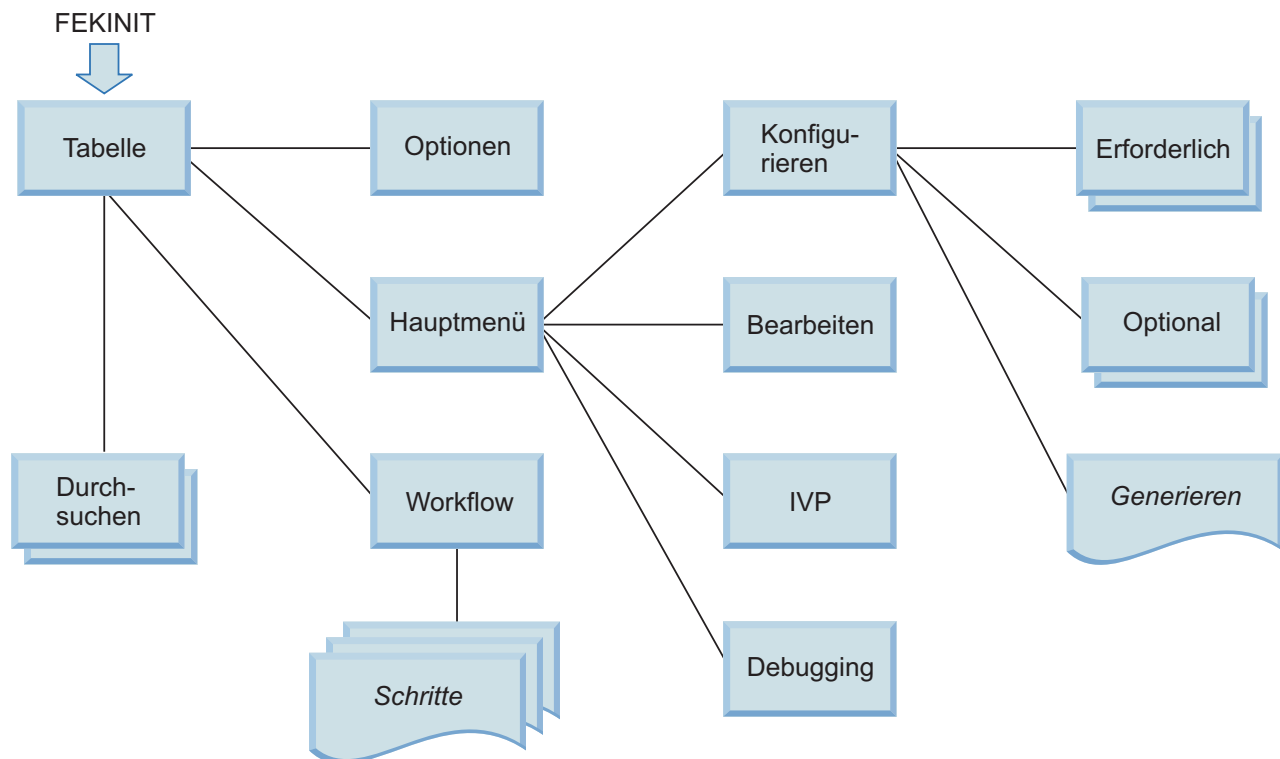 FEKINIT
Tabelle
Optionen
Konfigu-
rieren
Erforderlich
Hauptmenü
Bearbeiten
Optional
Durch-
suchen
Workflow
IVP
Generieren
Schritte
Debugging